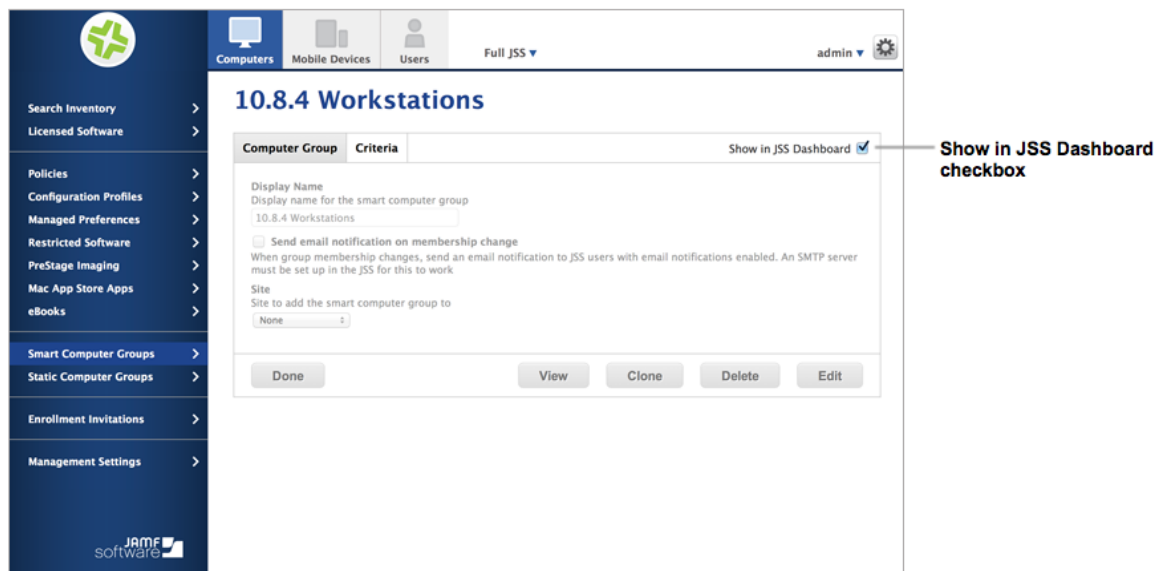 Computers
Mobile Devices
Users
Full JSS
admin
Search Inventory
Licensed Software
Policies
Configuration Profiles
Managed Preferences
Restricted Software
PreStage Imaging
Mac App Store Apps
eBooks
Smart Computer Groups
Static Computer Groups
Enrollment Invitations
Management Settings
JAMF
software
10.8.4 Workstations
Computer Group
Criteria
Show in JSS Dashboard
Display Name
Display name for the smart computer group
10.8.4 Workstations
Send email notification on membership change
When group membership changes, send an email notification to JSS users with email notifications enabled. An SMTP server
must be set up in the JSS for this to work
Site
Site to add the smart computer group to
None
Done
View
Clone
Delete
Edit
Show in JSS Dashboard
checkbox